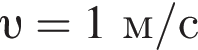 υ = 1 м/с